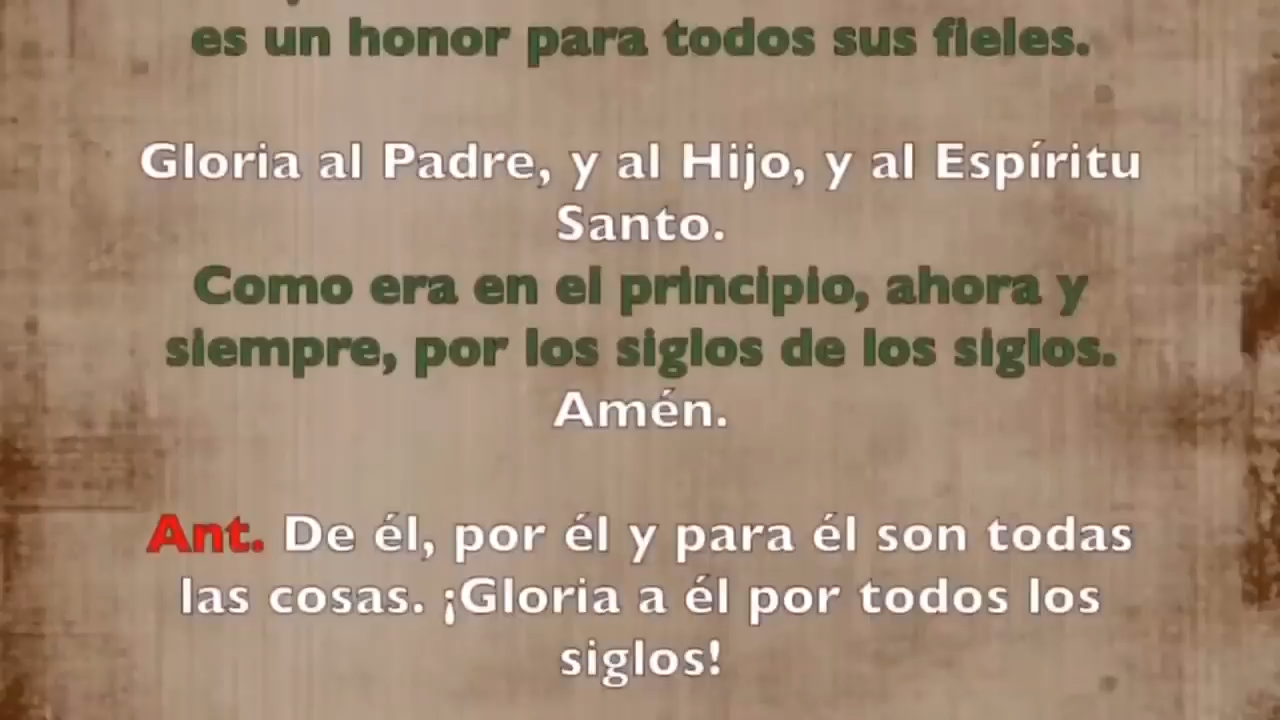 es un honor para todos sus fieles.
Gloria al Padre, y al Hijo, y al Espíritu
Santo.
Como era en el principio, ahora y
siempre, por los siglos de los siglos.
Amén.
Ant. De él, por él y para él son todas
las cosas. ¡Gloria a él por todos los
siglos!